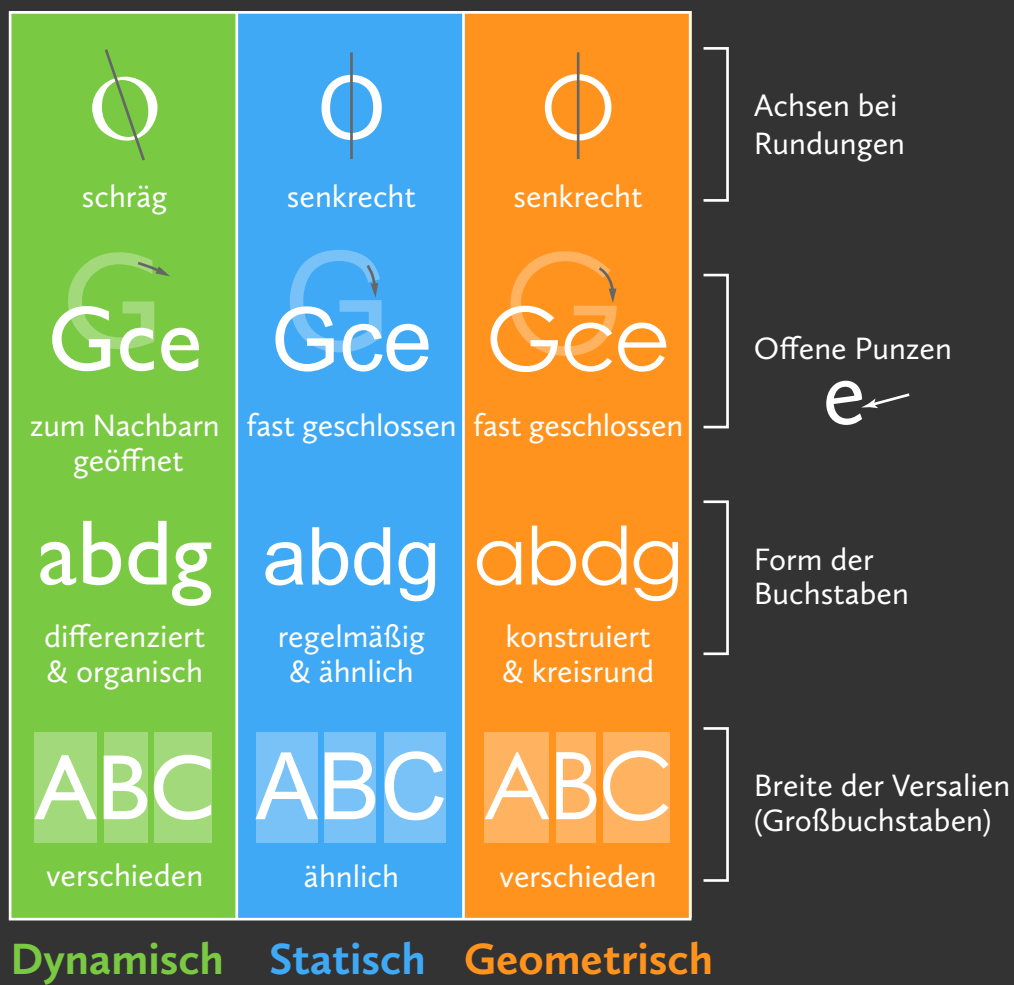 O O O
schräg senkrecht senkrecht
Achsen bei
Rundungen
G G G
Gce Gce Gce
zum Nachbarn
geöffnet
fast geschlossen fast geschlossen
Offene Punzen
e
abdg abdg abdg
differenziert
& organisch
regelmäßig
& ähnlich
konstruiert
& kreisrund
Form der
Buchstaben
ABC ABC ABC
verschieden ähnlich verschieden
Breite der Versalien
(Großbuchstaben)
Dynamisch Statisch Geometrisch